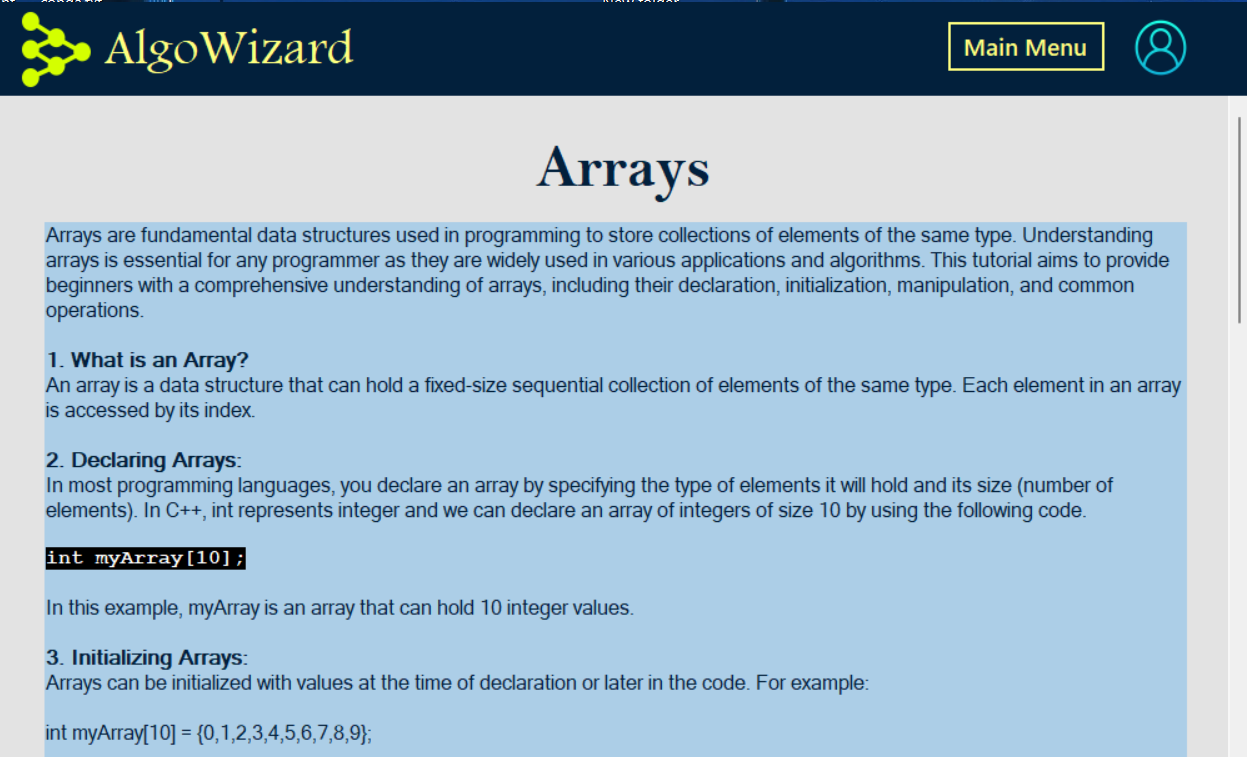 AlgoWizard
Main Menu
Arrays
Arrays are fundamental data structures used in programming to store collections of elements of the same type. Understanding
arrays is essential for any programmer as they are widely used in various applications and algorithms. This tutorial aims to provide
beginners with a comprehensive understanding of arrays, including their declaration, initialization, manipulation, and common
operations.
1. What is an Array?
An array is a data structure that can hold a fixed-size sequential collection of elements of the same type. Each element in an array
is accessed by its index.
2. Declaring Arrays:
In most programming languages, you declare an array by specifying the type of elements it will hold and its size (number of
elements). In C++, int represents integer and we can declare an array of integers of size 10 by using the following code.
int myArray[10];
In this example, myArray is an array that can hold 10 integer values.
3. Initializing Arrays:
Arrays can be initialized with values at the time of declaration or later in the code. For example:
int myArray[10] = {0,1,2,3,4,5,6,7,8,9};